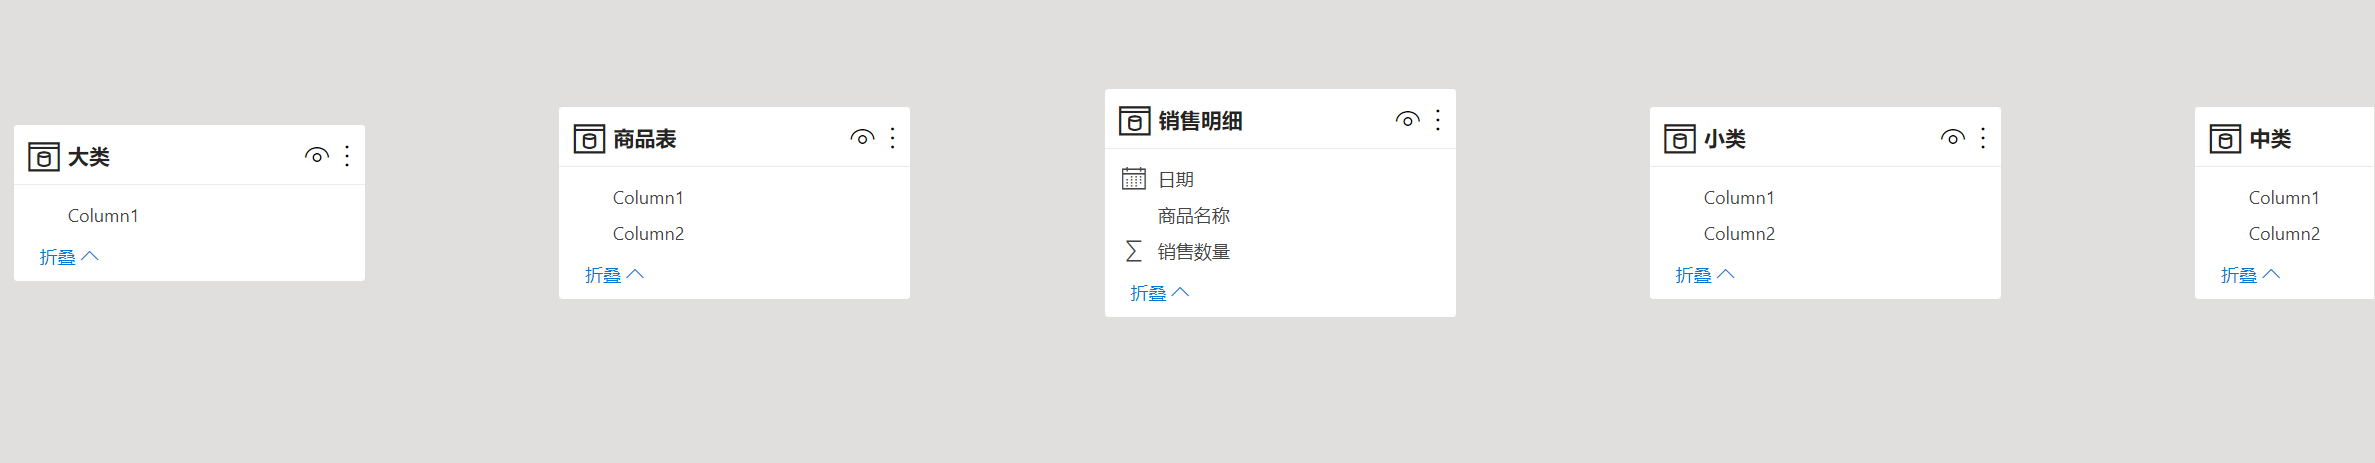 大类
Column1
折叠
商品表
Column1
Column2
折叠
销售明细
日期
商品名称
销售数量
折叠
小类
Column1
Column2
折叠
中类
Column1
Column2
折叠